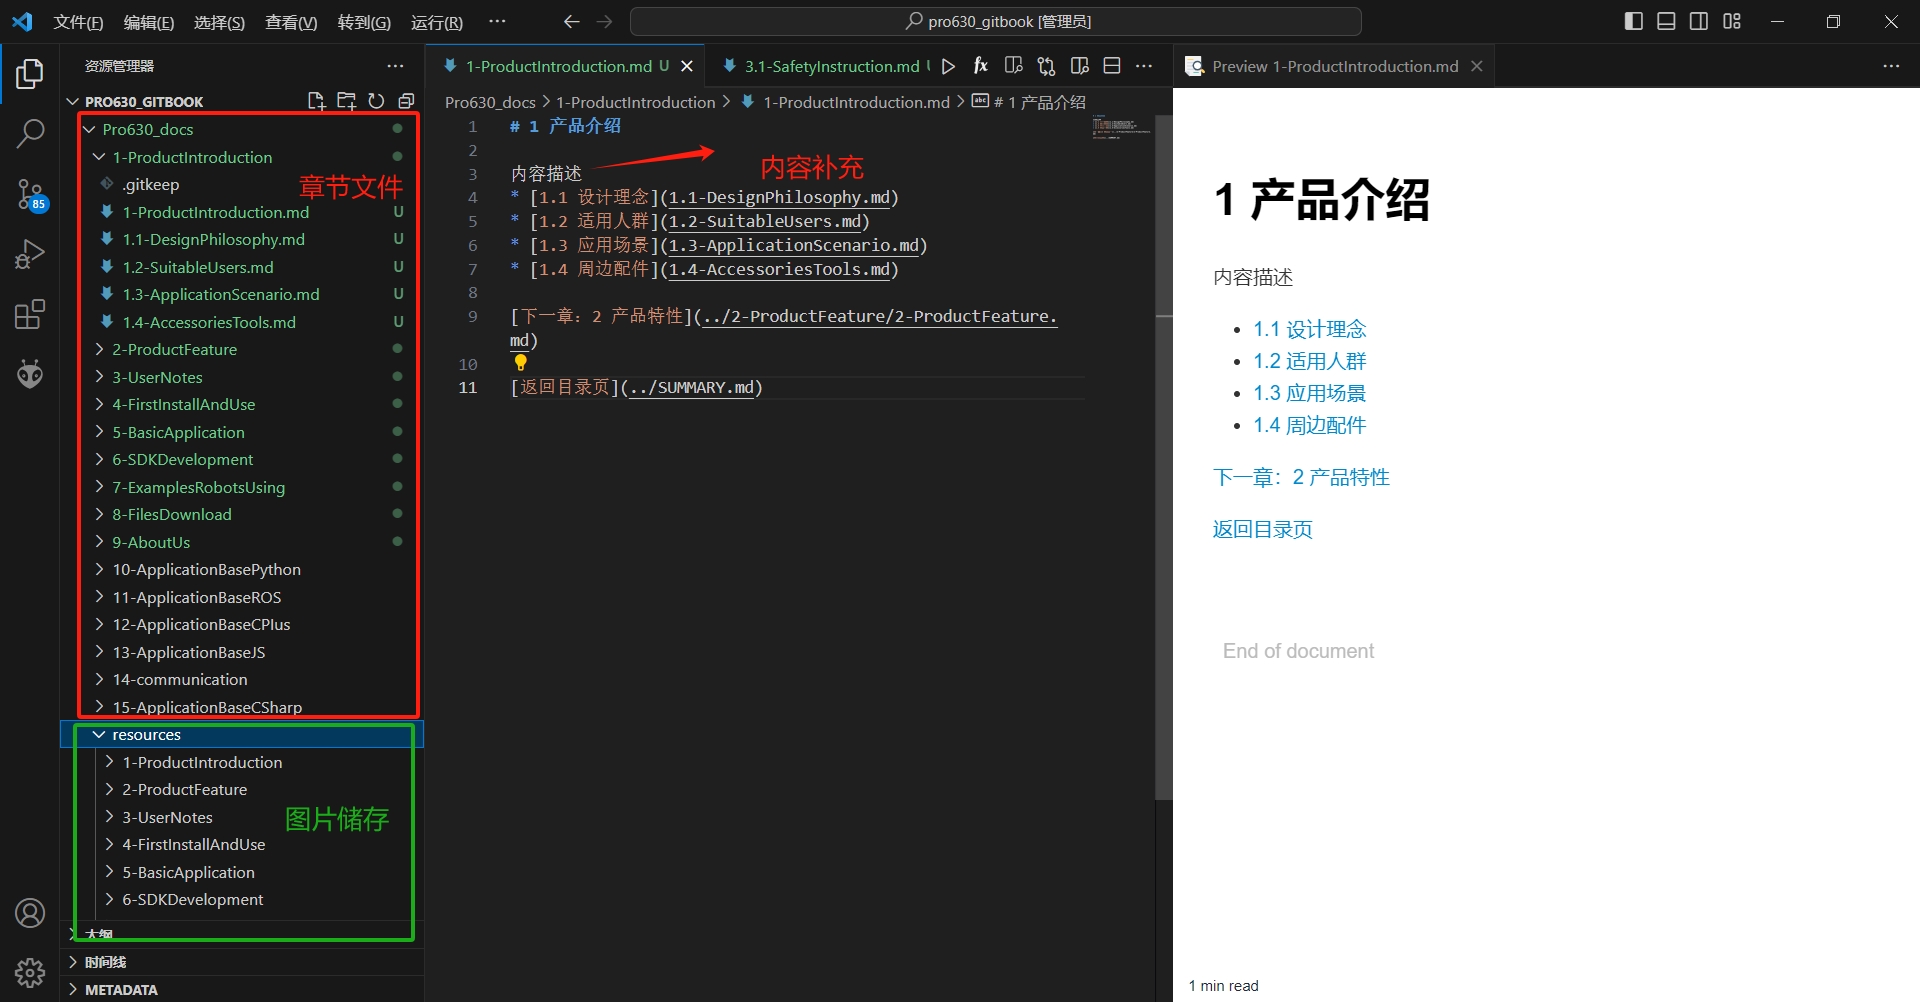 文件(F) 编辑(E) 选择(S) 查看(V) 转到(G) 运行(R) ··· pro630_gitbook [管理员]
资源管理器
PRO630_GITBOOK
Pro630_docs
1-ProductIntroduction
.gitkeep
章节文件
1-ProductIntroduction.md U
1.1-DesignPhilosophy.md U
1.2-SuitableUsers.md U
1.3-ApplicationScenario.md U
1.4-AccessoriesTools.md U
2-ProductFeature
3-UserNotes
4-FirstInstallAndUse
5-BasicApplication
6-SDKDevelopment
7-ExamplesRobotsUsing
8-FilesDownload
9-AboutUs
10-ApplicationBasePython
11-ApplicationBaseROS
12-ApplicationBaseCPlus
13-ApplicationBaseJS
14-communication
15-ApplicationBaseCSharp
resources
1-ProductIntroduction
2-ProductFeature
3-UserNotes
图片储存
4-FirstInstallAndUse
5-BasicApplication
6-SDKDevelopment
大纲
时间线
METADATA
85
1-ProductIntroduction.md U
3.1-SafetyInstruction.md
Pro630_docs > 1-ProductIntroduction > 1-ProductIntroduction.md > abc # 1 产品介绍
1 # 1 产品介绍
2
3 内容描述
内容补充
4 * [1.1 设计理念](1.1-DesignPhilosophy.md)
5 * [1.2 适用人群](1.2-SuitableUsers.md)
6 * [1.3 应用场景](1.3-ApplicationScenario.md)
7 * [1.4 周边配件](1.4-AccessoriesTools.md)
8
9 [下一章：2 产品特性](../2-ProductFeature/2-ProductFeature.
md)
10
11 [返回目录页](../SUMMARY.md)
Preview 1-ProductIntroduction.md
1 产品介绍
内容描述
• 1.1 设计理念
• 1.2 适用人群
• 1.3 应用场景
• 1.4 周边配件
下一章：2 产品特性
返回目录页
End of document
1 min read